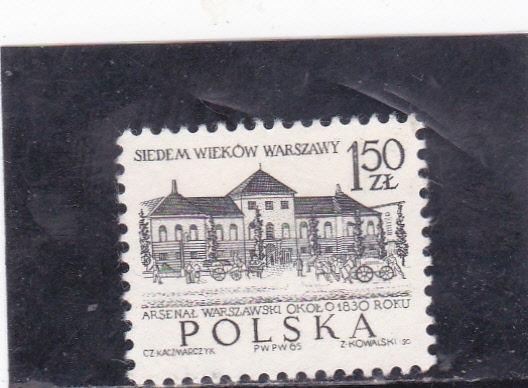 SIEDEM WIEKÓW WARSZAWY
1 50 ZŁ
ARSENAŁ WARSZAWSKI OKOŁO 1830 ROKU
POLSKA
CZ KACZMARCZYK PWPW 65 Z-KOWALSKI SC.